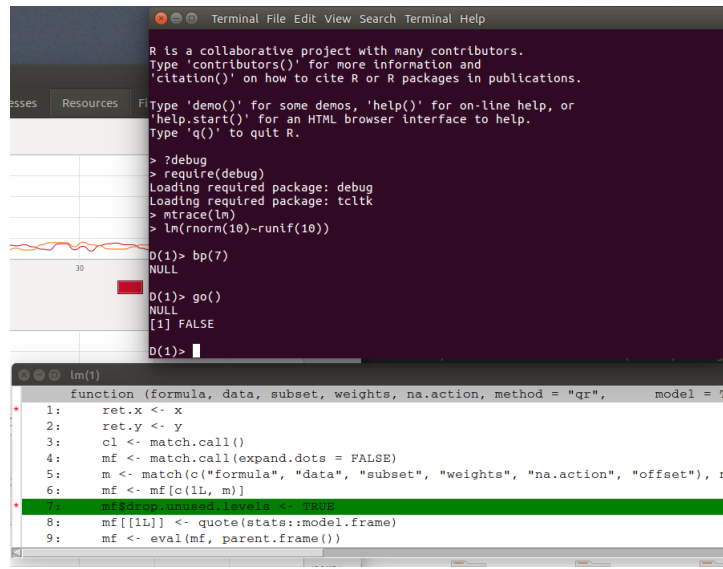 Terminal File Edit View Search Terminal Help
R is a collaborative project with many contributors.
Type 'contributors()' for more information and
'citation()' on how to cite R or R packages in publications.
Type 'demo()' for some demos, 'help()' for on-line help, or
'help.start()' for an HTML browser interface to help.
Type 'q()' to quit R.
> ?debug
> require(debug)
Loading required package: debug
Loading required package: tcltk
> mtrace(lm)
> lm(rnorm(10)~runif(10))
D(1)> bp(7)
NULL
D(1)> go()
NULL
[1] FALSE
D(1)>
esses Resources Fi
30
lm(1)
function (formula, data, subset, weights, na.action, method = "qr", model =
* 1: ret.x <- x
2: ret.y <- y
3: cl <- match.call()
4: mf <- match.call(expand.dots = FALSE)
5: m <- match(c("formula", "data", "subset", "weights", "na.action", "offset"),
6: mf <- mf[c(1L, m)]
* 7: mf$drop.unused.levels <- TRUE
8: mf[[1L]] <- quote(stats::model.frame)
9: mf <- eval(mf, parent.frame())